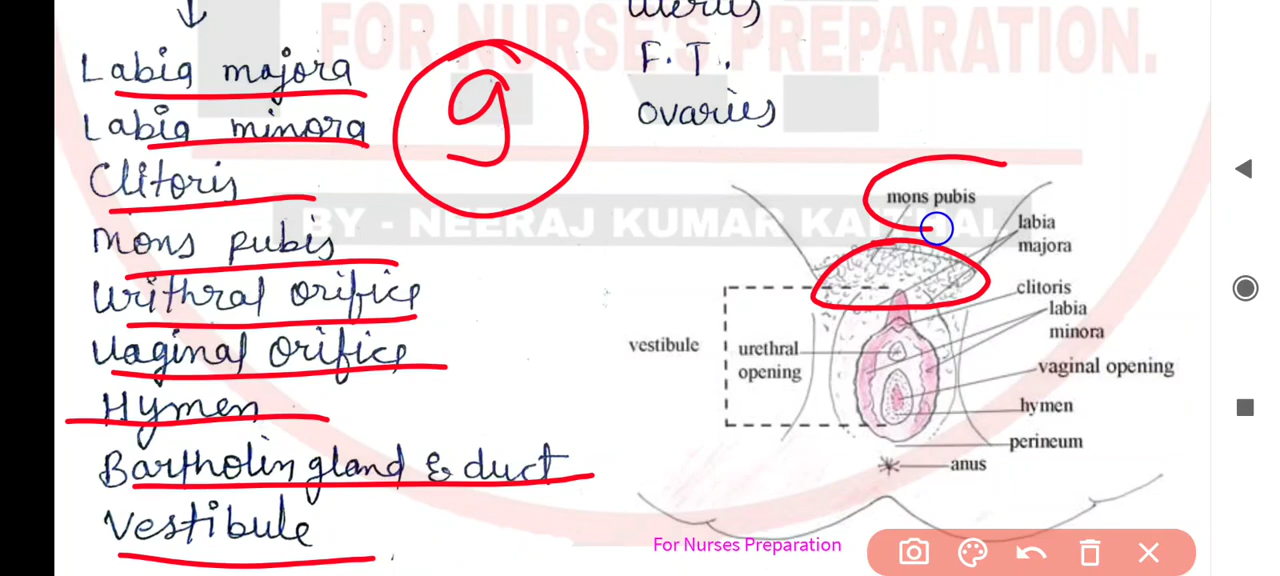 FOR NURSE'S PREPARATION.
uterus
F.T.
ovaries
Labia majora
Labia minora
Clitoris
Mons pubis
Urithral orifice
Vaginal orifice
Hymen
Bartholin gland & duct
Vestibule
9
BY - NEERAJ KUMAR
mons pubis
labia
majora
clitoris
labia
minora
vestibule
urethral
opening
vaginal opening
hymen
perineum
anus
For Nurses Preparation